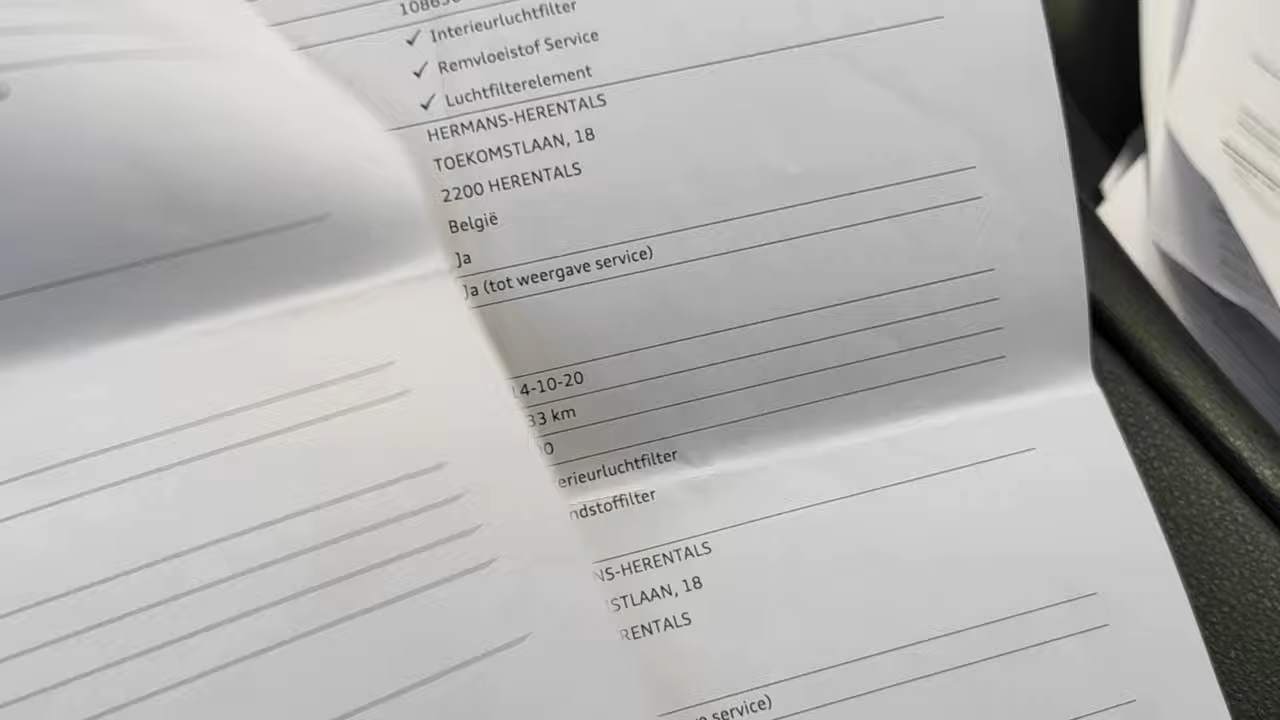 ✓ Interieurluchtfilter
✓ Remvloeistof Service
✓ Luchtfilterelement
HERMANS-HERENTALS
TOEKOMSTLAAN, 18
2200 HERENTALS
België
Ja
Ja (tot weergave service)
4-10-20
33 km
0
erieurluchtfilter
ndstoffilter
NS-HERENTALS
STLAAN, 18
RENTALS
service)